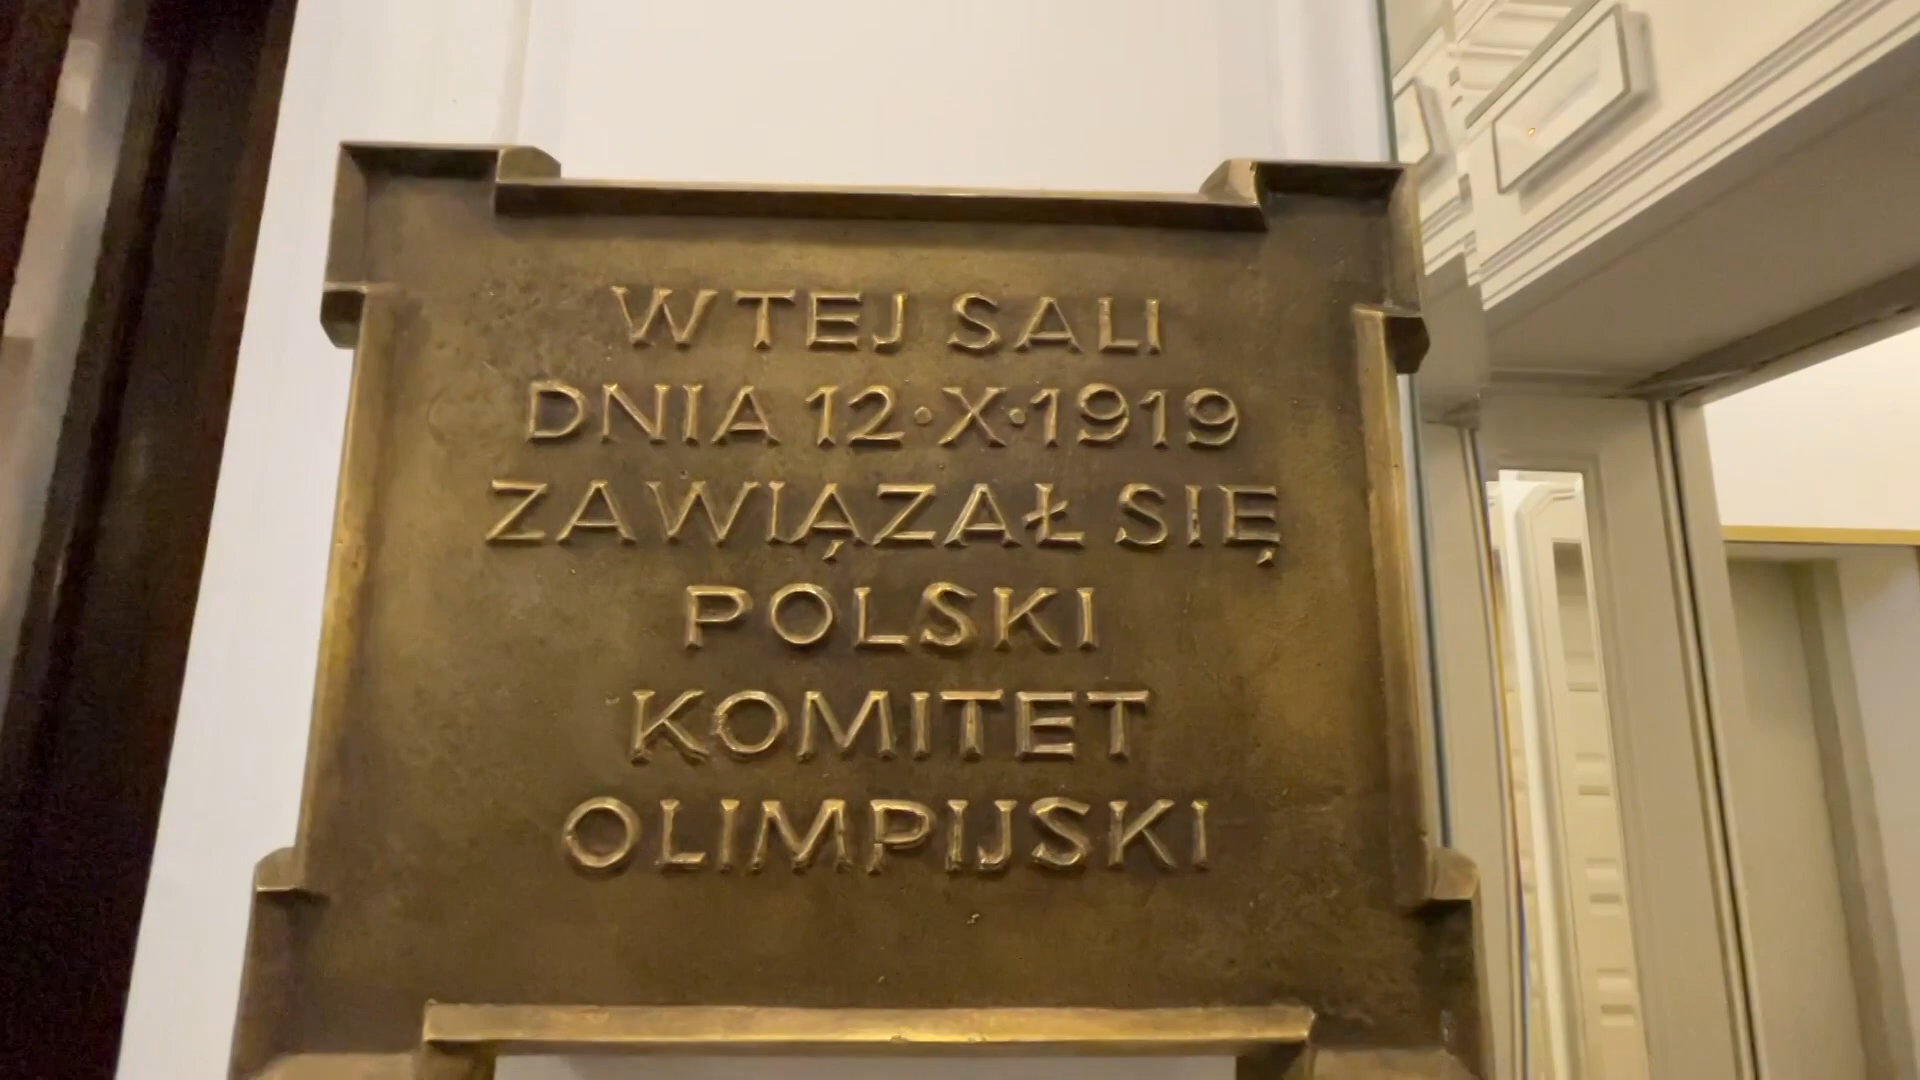 W TEJ SALI
DNIA 12·X·1919
ZAWIĄZAŁ SIĘ
POLSKI
KOMITET
OLIMPIJSKI